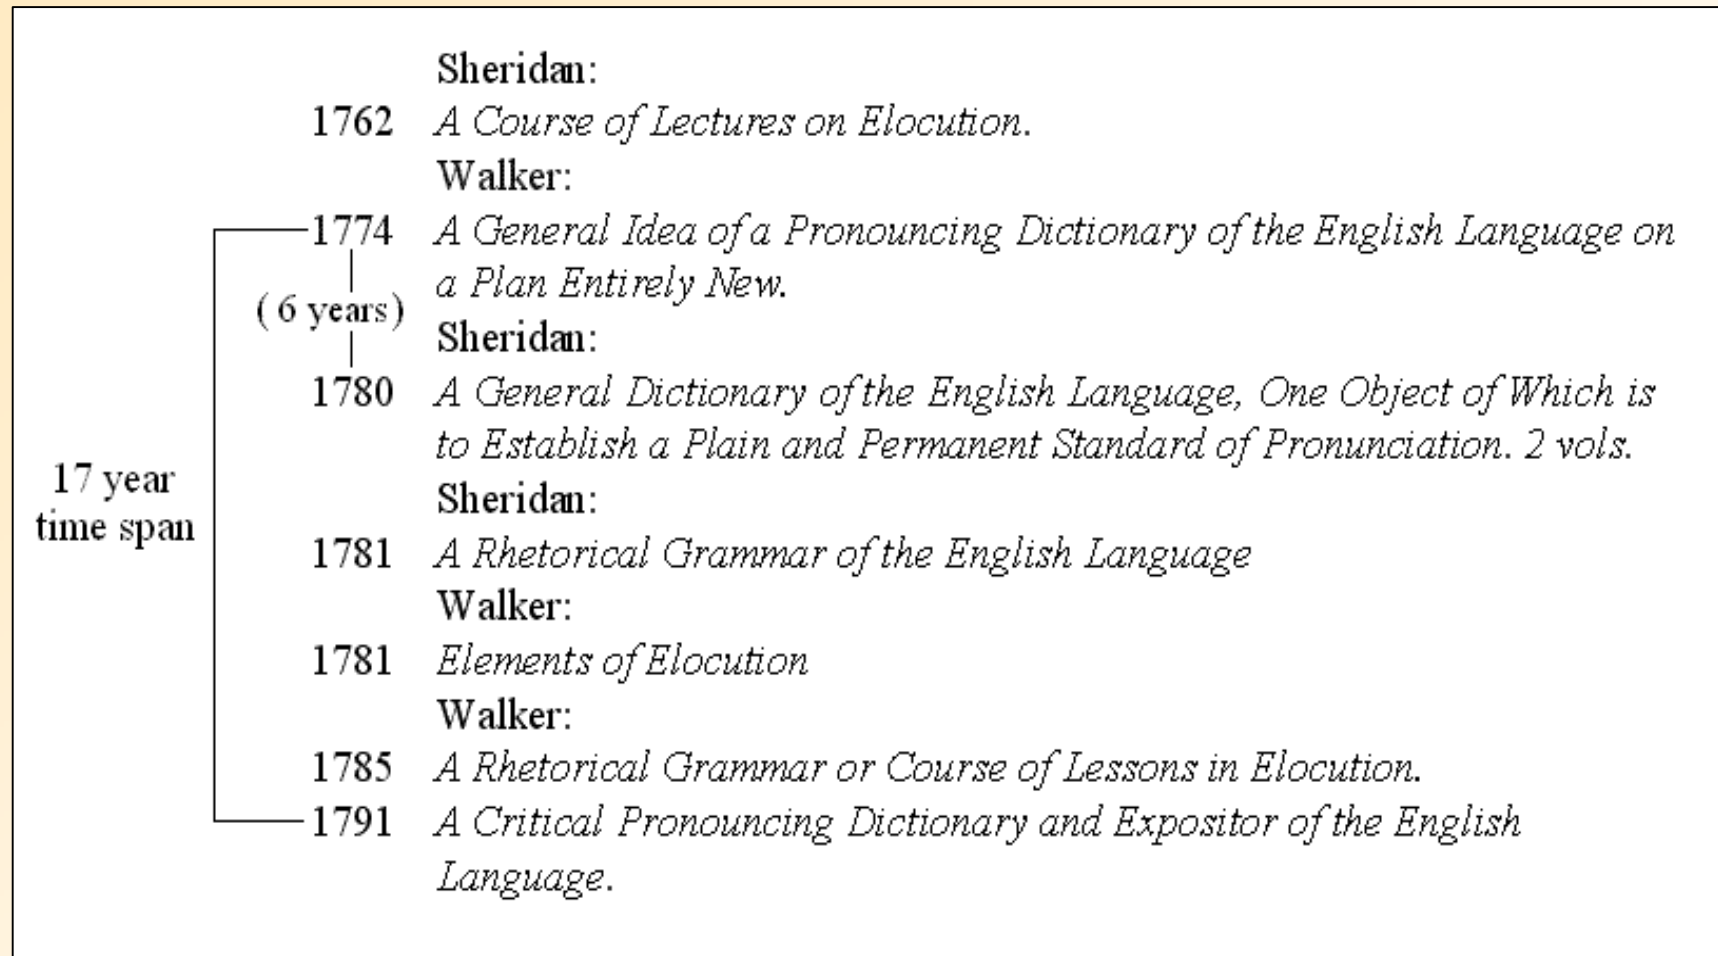 Sheridan:
1762 A Course of Lectures on Elocution.
Walker:
1774 A General Idea of a Pronouncing Dictionary of the English Language on
a Plan Entirely New.
( 6 years)
Sheridan:
1780 A General Dictionary of the English Language, One Object of Which is
to Establish a Plain and Permanent Standard of Pronunciation. 2 vols.
17 year
time span
Sheridan:
1781 A Rhetorical Grammar of the English Language
Walker:
1781 Elements of Elocution
Walker:
1785 A Rhetorical Grammar or Course of Lessons in Elocution.
1791 A Critical Pronouncing Dictionary and Expositor of the English
Language.